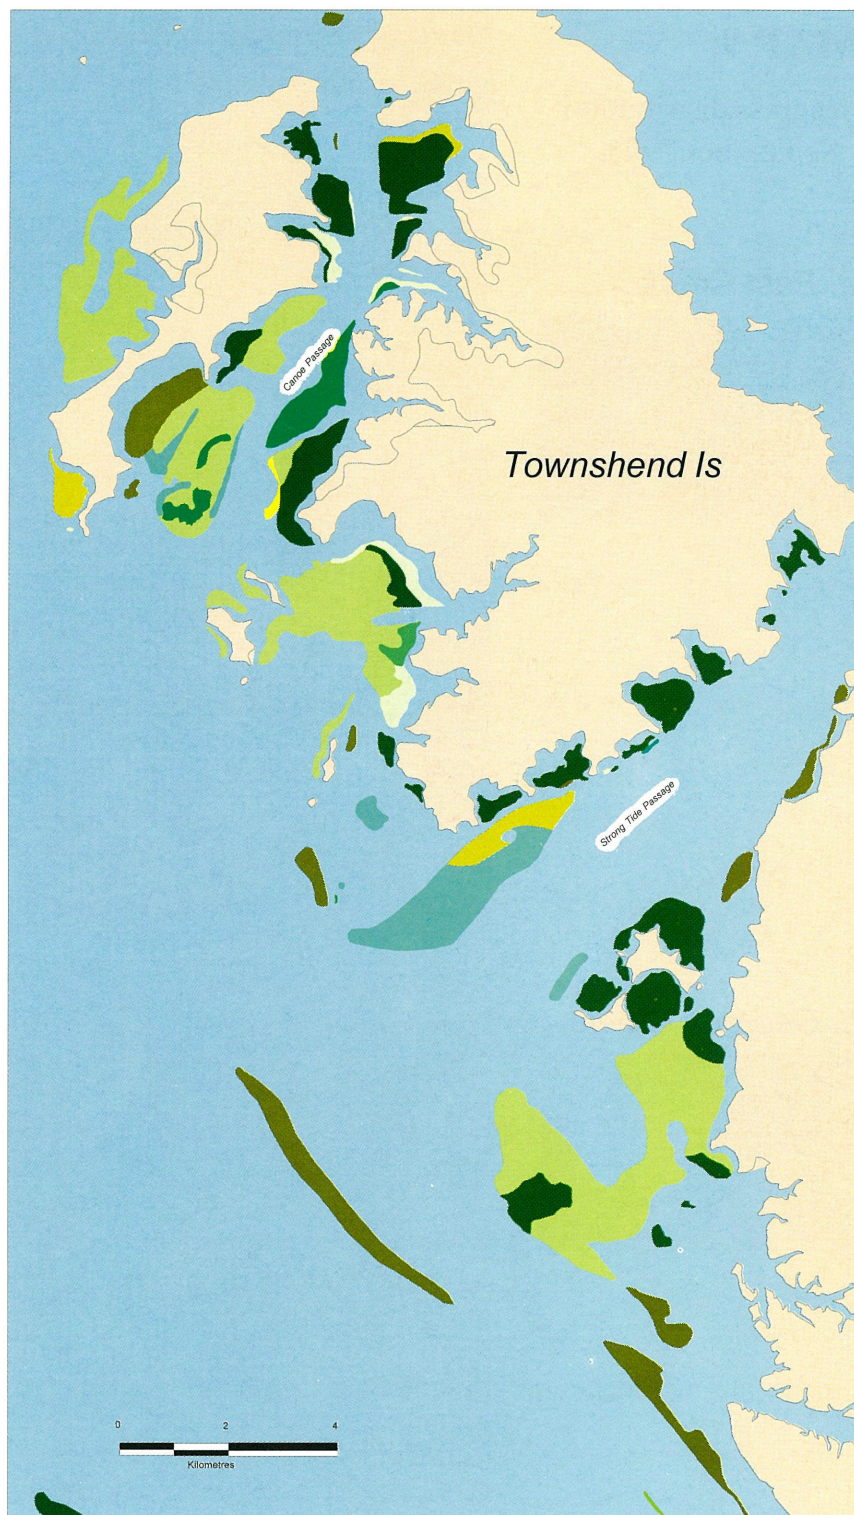 Canoe Passage
Townshend Is
Strong Tide Passage
0 2 4
Kilometres